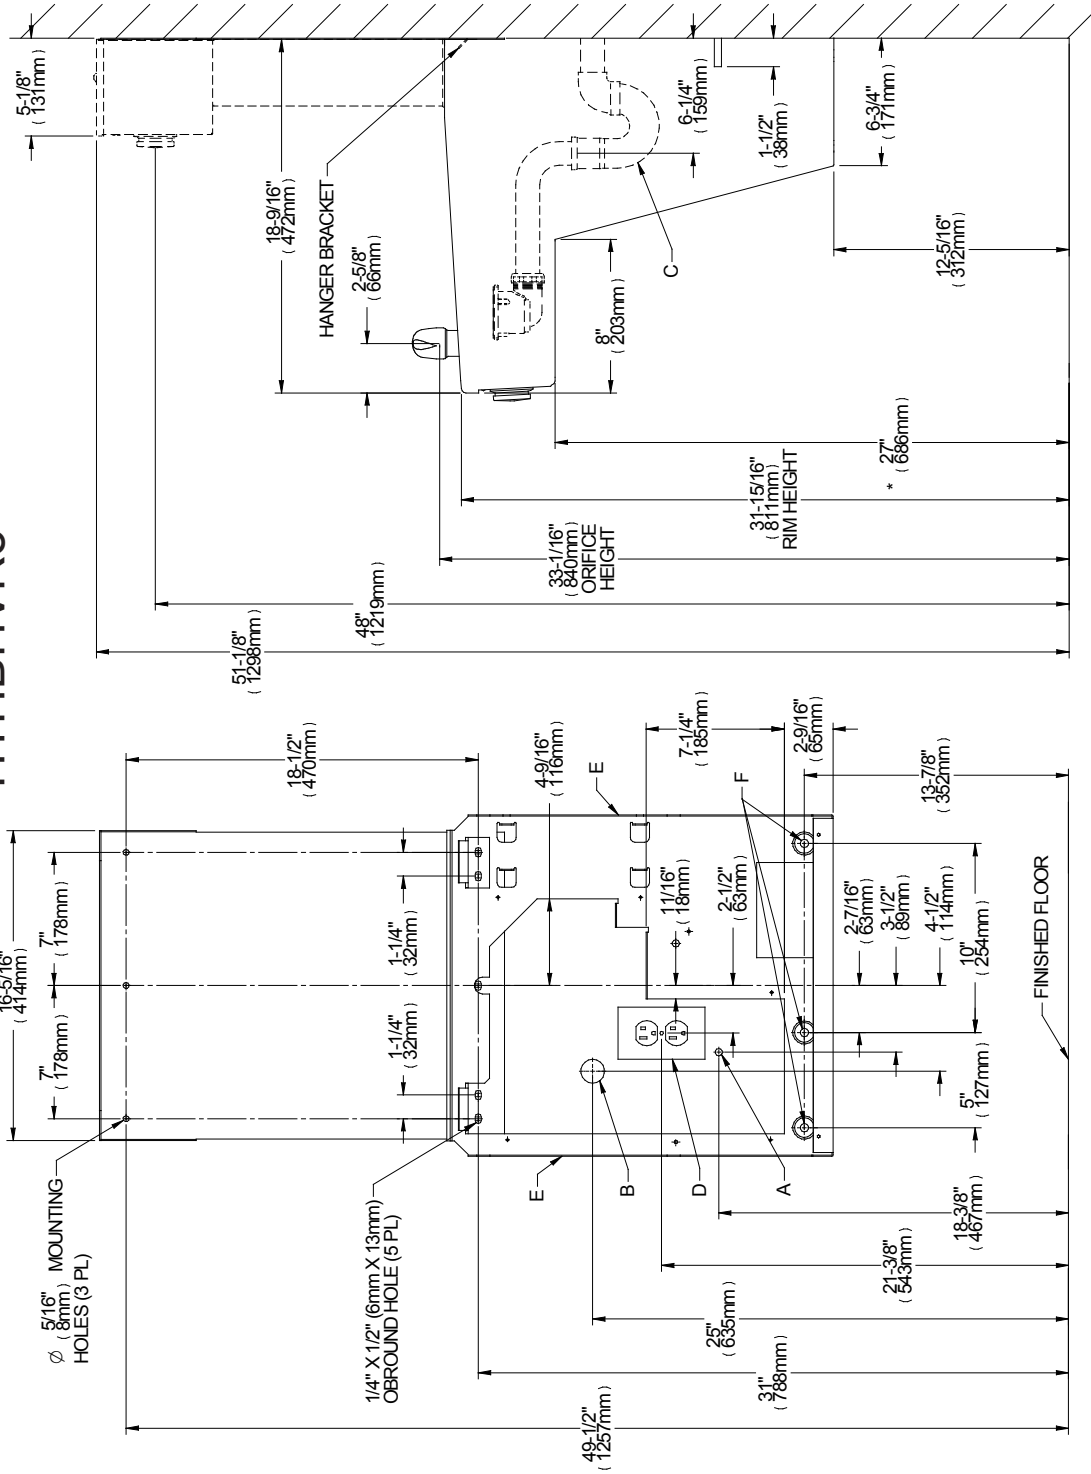 5-1/8"
( 131mm )
18-9/16"
( 472mm )
HANGER BRACKET
2-5/8"
( 66mm )
6-1/4"
( 159mm )
1-1/2"
( 38mm )
6-3/4"
( 171mm )
C
8"
( 203mm )
12-5/16"
( 312mm )
* 27"
( 686mm )
31-15/16"
( 811mm )
RIM HEIGHT
33-1/16"
( 840mm )
ORIFICE
HEIGHT
48"
( 1219mm )
51-1/8"
( 1298mm )
18-1/2"
( 470mm )
4-9/16"
( 116mm )
E
7-1/4"
( 185mm )
2-9/16"
( 65mm )
F
13-7/8"
( 352mm )
16-5/16"
( 414mm )
7"
( 178mm )
7"
( 178mm )
1-1/4"
( 32mm )
1-1/4"
( 32mm )
11/16"
( 18mm )
2-1/2"
( 63mm )
2-7/16"
( 63mm )
3-1/2"
( 89mm )
4-1/2"
( 114mm )
10"
( 254mm )
5"
( 127mm )
FINISHED FLOOR
Ø 5/16" MOUNTING
( 8mm )
HOLES (3 PL)
1/4" X 1/2" (6mm X 13mm)
OBROUND HOLE (5 PL)
E
B
D
A
18-3/8"
( 467mm )
21-3/8"
( 543mm )
25"
( 635mm )
31"
( 788mm )
49-1/2"
( 1257mm )